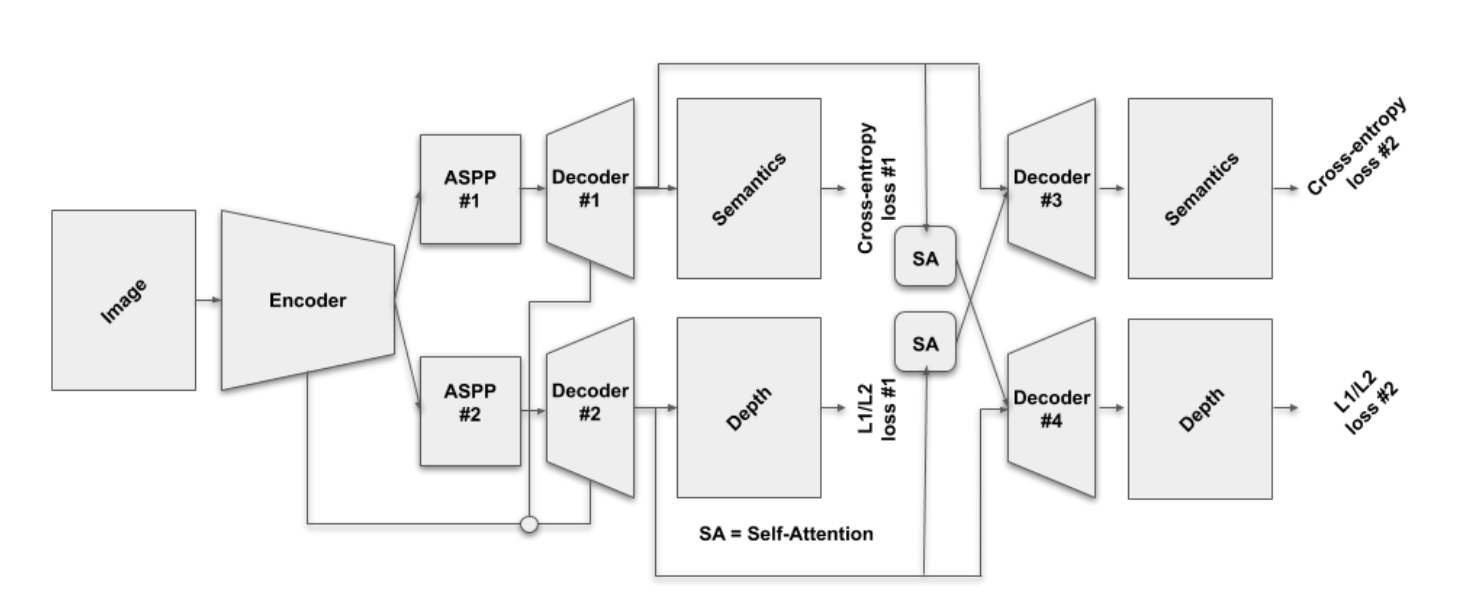 Image
Encoder
ASPP
#1
ASPP
#2
Decoder
#1
Decoder
#2
Semantics
Depth
Cross-entropy
loss #1
L1/L2
loss #1
SA
SA
SA = Self-Attention
Decoder
#3
Decoder
#4
Semantics
Depth
Cross-entropy
loss #2
L1/L2
loss #2